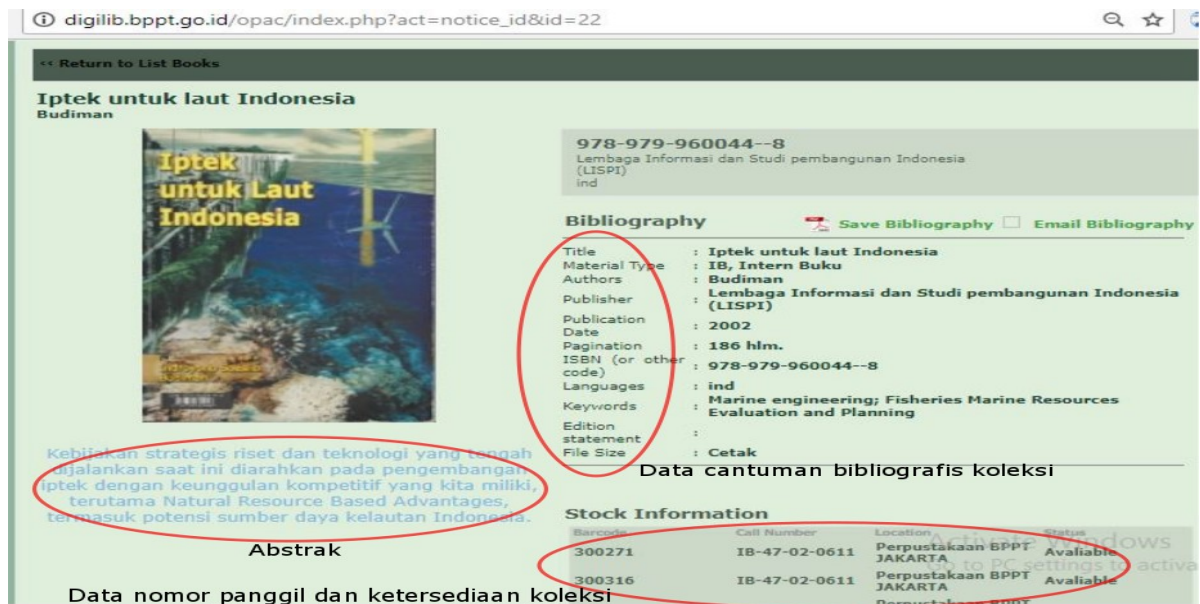 digilib.bppt.go.id/opac/index.php?act=notice_id&id=22
<< Return to List Books
Iptek untuk laut Indonesia
Budiman
Iptek
untuk Laut
Indonesia
Kebijakan strategis riset dan teknologi yang tengah
dijalankan saat ini diarahkan pada pengembangan
iptek dengan keunggulan kompetitif yang kita miliki,
terutama Natural Resource Based Advantages,
termasuk potensi sumber daya kelautan Indonesia.
Abstrak
978-979-960044--8
Lembaga Informasi dan Studi pembangunan Indonesia
(LISPI)
ind
Bibliography Save Bibliography Email Bibliography
Title : Iptek untuk laut Indonesia
Material Type : IB, Intern Buku
Authors : Budiman
Publisher : Lembaga Informasi dan Studi pembangunan Indonesia
(LISPI)
Publication
Date : 2002
Pagination : 186 hlm.
ISBN (or other
code) : 978-979-960044--8
Languages : ind
Keywords : Marine engineering; Fisheries Marine Resources
Evaluation and Planning
Edition
statement :
File Size : Cetak
Data cantuman bibliografis koleksi
Stock Information
Barcode Call Number Location Status
300271 IB-47-02-0611 Perpustakaan BPPT
JAKARTA Avaliable
300316 IB-47-02-0611 Perpustakaan BPPT
JAKARTA Avaliable
Perpustakaan BPPT
Activate Windows
Go to PC settings to activa
Data nomor panggil dan ketersediaan koleksi